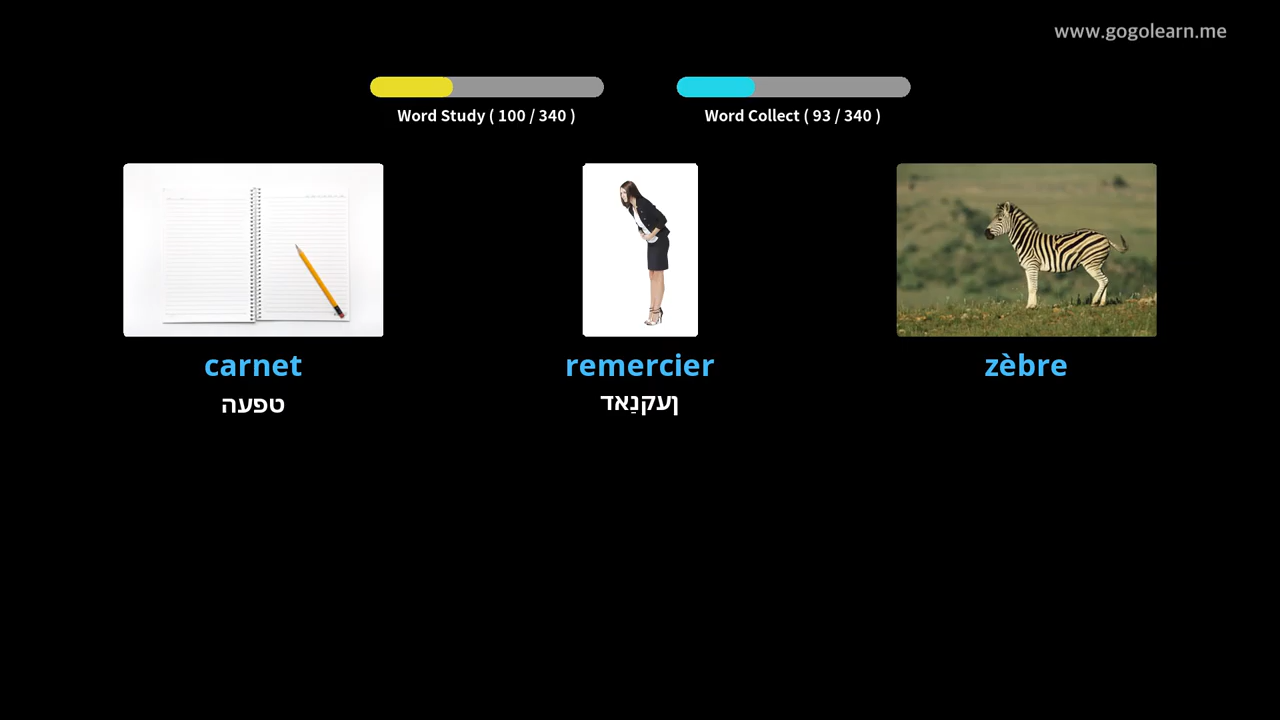 www.gogolearn.me
Word Study ( 100 / 340 )
Word Collect ( 93 / 340 )
carnet
טפעה
remercier
ןעקנַאד
zèbre